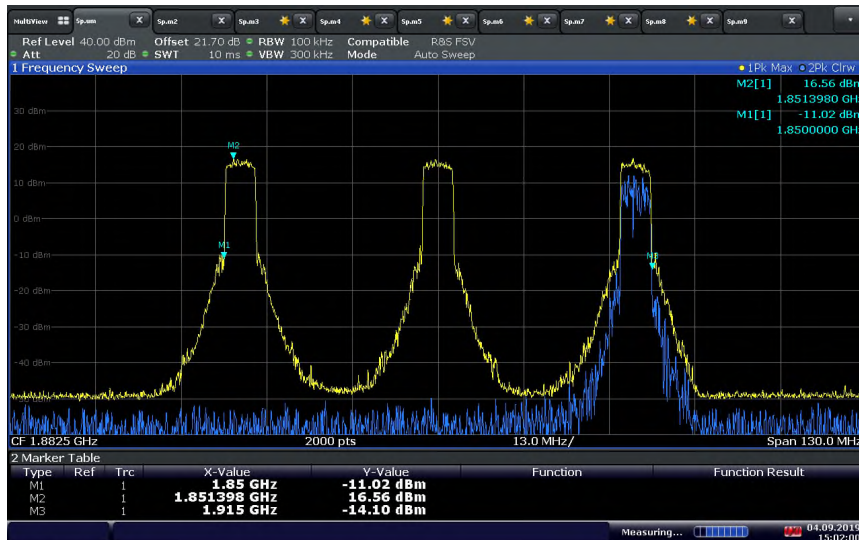 MultiView Sp.um X Sp.m2 X Sp.m3 X Sp.m4 X Sp.m5 X Sp.m6 X Sp.m7 X Sp.m8 X Sp.m9 X
Ref Level 40.00 dBm Offset 21.70 dB RBW 100 kHz Compatible R&S FSV
Att 20 dB SWT 10 ms VBW 300 kHz Mode Auto Sweep
1 Frequency Sweep 1Pk Max 2Pk Clrw
M2[1] 16.56 dBm
1.8513980 GHz
M1[1] -11.02 dBm
1.8500000 GHz
30 dBm
20 dBm
M2
10 dBm
0 dBm
M1
-10 dBm
M3
-20 dBm
-30 dBm
-40 dBm
CF 1.8825 GHz 2000 pts 13.0 MHz/ Span 130.0 MHz
2 Marker Table
Type Ref Trc X-Value Y-Value Function Function Result
M1 1 1.85 GHz -11.02 dBm
M2 1 1.851398 GHz 16.56 dBm
M3 1 1.915 GHz -14.10 dBm
Measuring... 04.09.2019
15:02:00